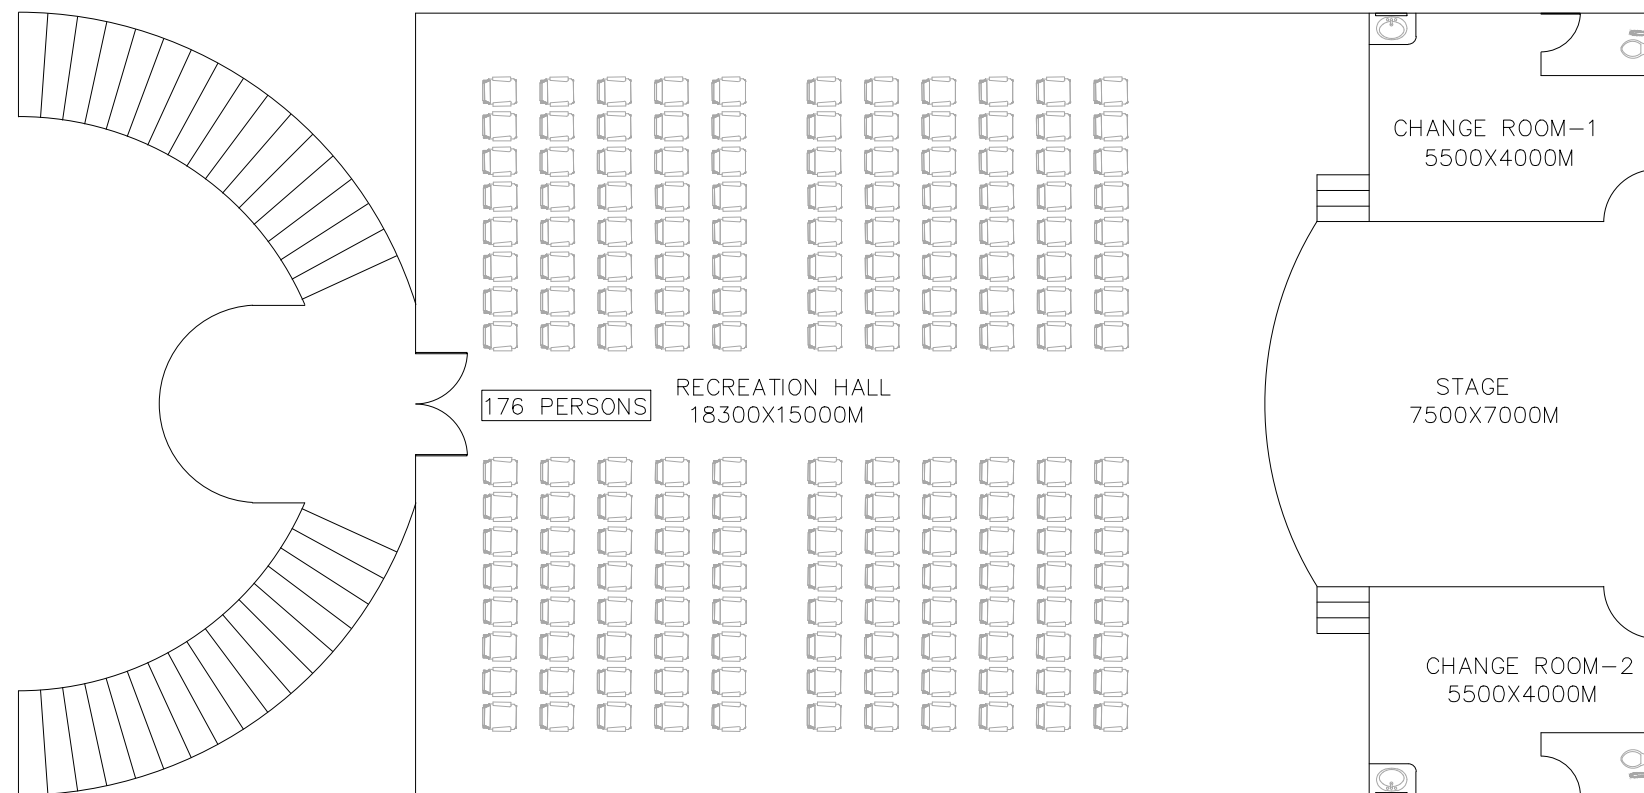 CHANGE ROOM-1
5500X4000M
176 PERSONS
RECREATION HALL
18300X15000M
STAGE
7500X7000M
CHANGE ROOM-2
5500X4000M